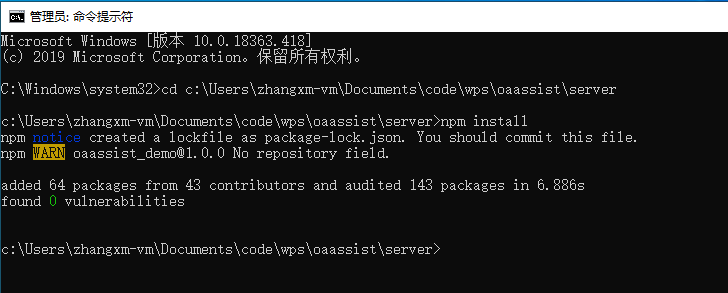 管理员: 命令提示符
Microsoft Windows [版本 10.0.18363.418]
(c) 2019 Microsoft Corporation。保留所有权利。
C:\Windows\system32>cd c:\Users\zhangxm-vm\Documents\code\wps\oaassist\server
c:\Users\zhangxm-vm\Documents\code\wps\oaassist\server>npm install
npm notice created a lockfile as package-lock.json. You should commit this file.
npm WARN oaassist_demo@1.0.0 No repository field.
added 64 packages from 43 contributors and audited 143 packages in 6.886s
found 0 vulnerabilities
c:\Users\zhangxm-vm\Documents\code\wps\oaassist\server>